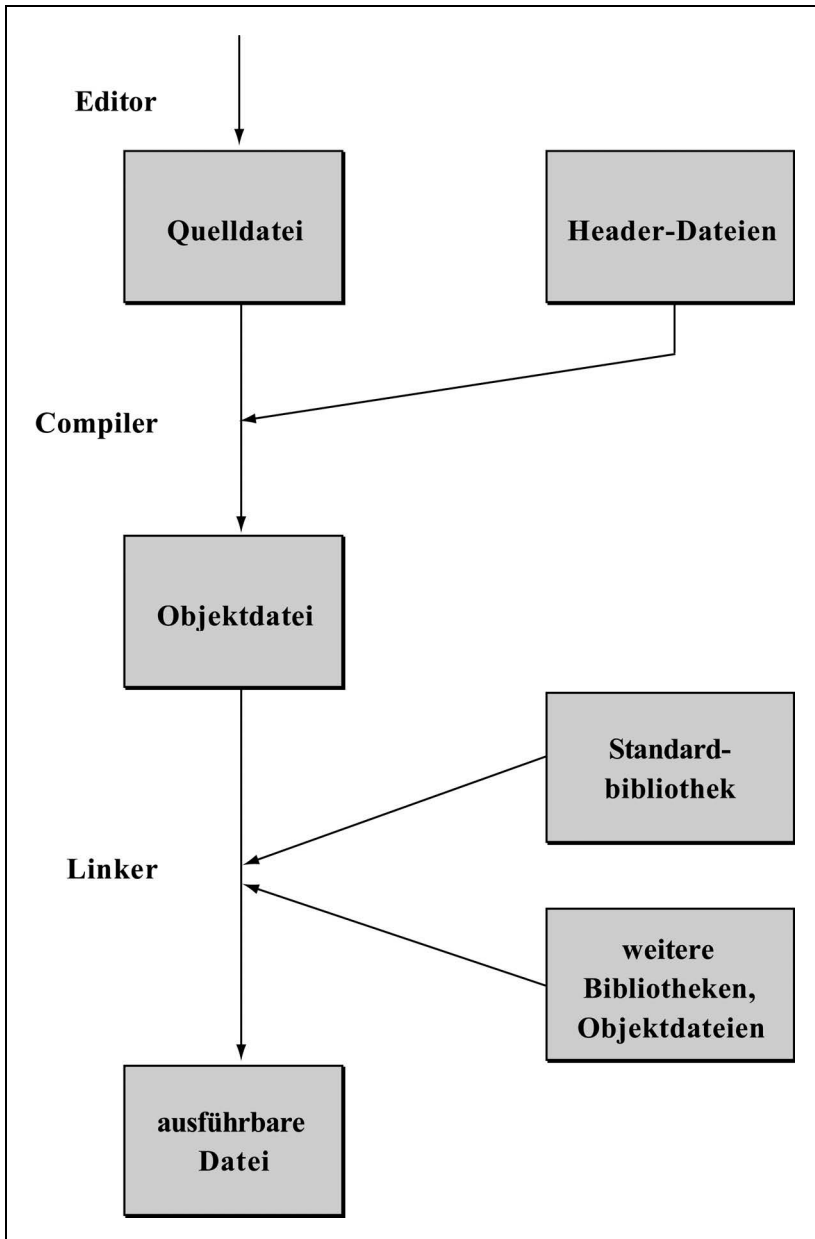 Editor
Quelldatei
Header-Dateien
Compiler
Objektdatei
Standard-
bibliothek
Linker
weitere
Bibliotheken,
Objektdateien
ausführbare
Datei